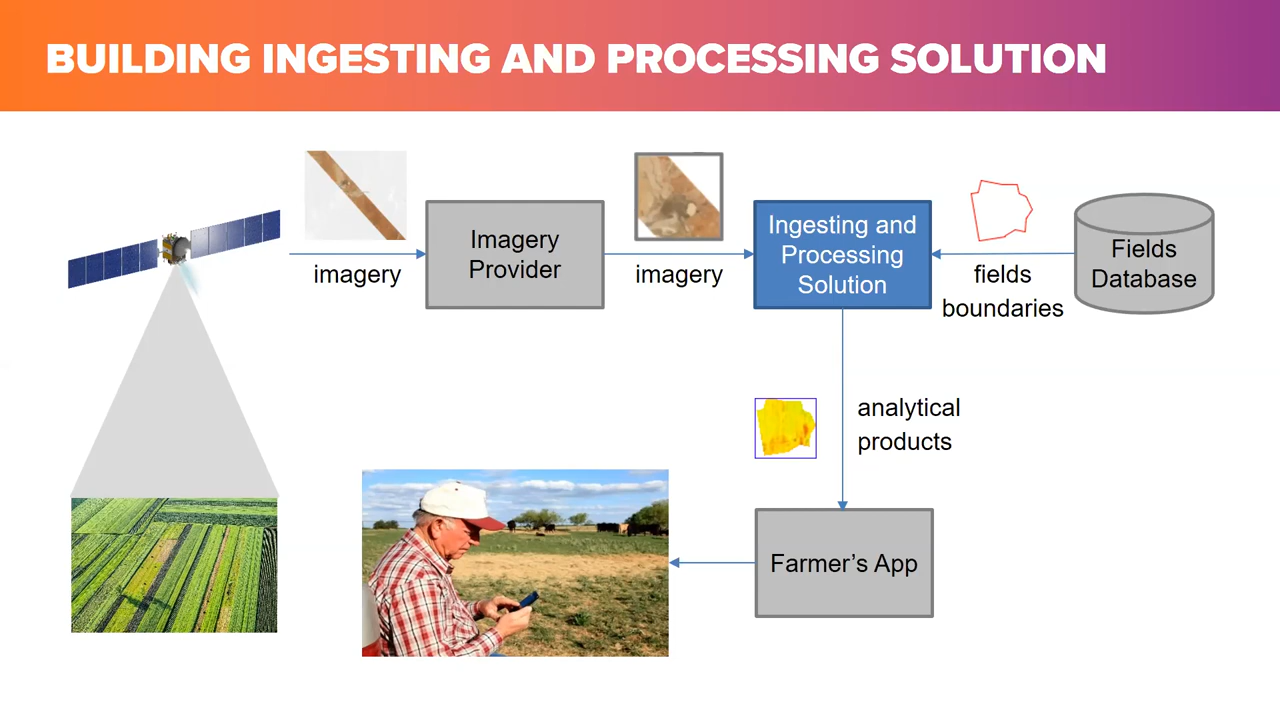 BUILDING INGESTING AND PROCESSING SOLUTION
imagery
Imagery
Provider
imagery
Ingesting and
Processing
Solution
fields
boundaries
Fields
Database
analytical
products
Farmer’s App